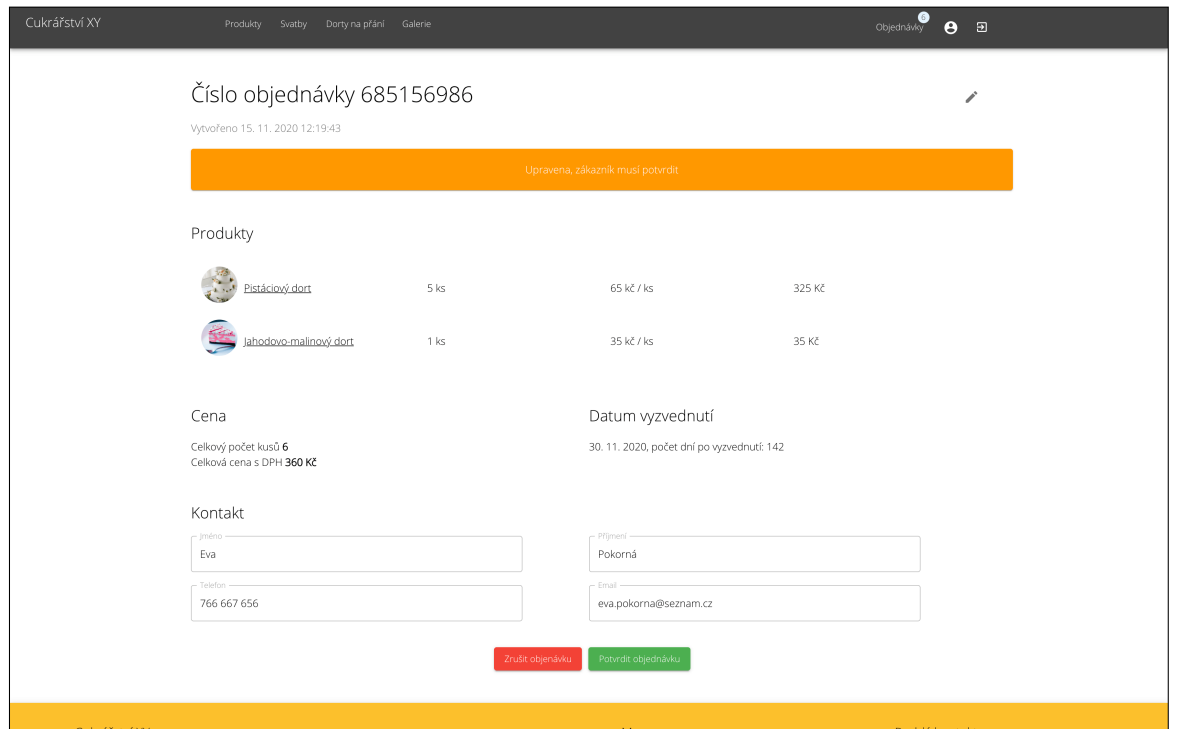 Cukrářství XY Produkty Svatby Dorty na přání Galerie Objednávky 6
Číslo objednávky 685156986
Vytvořeno 15. 11. 2020 12:19:43
Upravena, zákazník musí potvrdit
Produkty
Pistáciový dort 5 ks 65 kč / ks 325 Kč
Jahodovo-malinový dort 1 ks 35 kč / ks 35 Kč
Cena Datum vyzvednutí
Celkový počet kusů 6 30. 11. 2020, počet dní po vyzvednutí: 142
Celková cena s DPH 360 Kč
Kontakt
Jméno Příjmení
Eva Pokorná
Telefon Email
766 667 656 eva.pokorna@seznam.cz
Zrušit objenávku Potvrdit objednávku